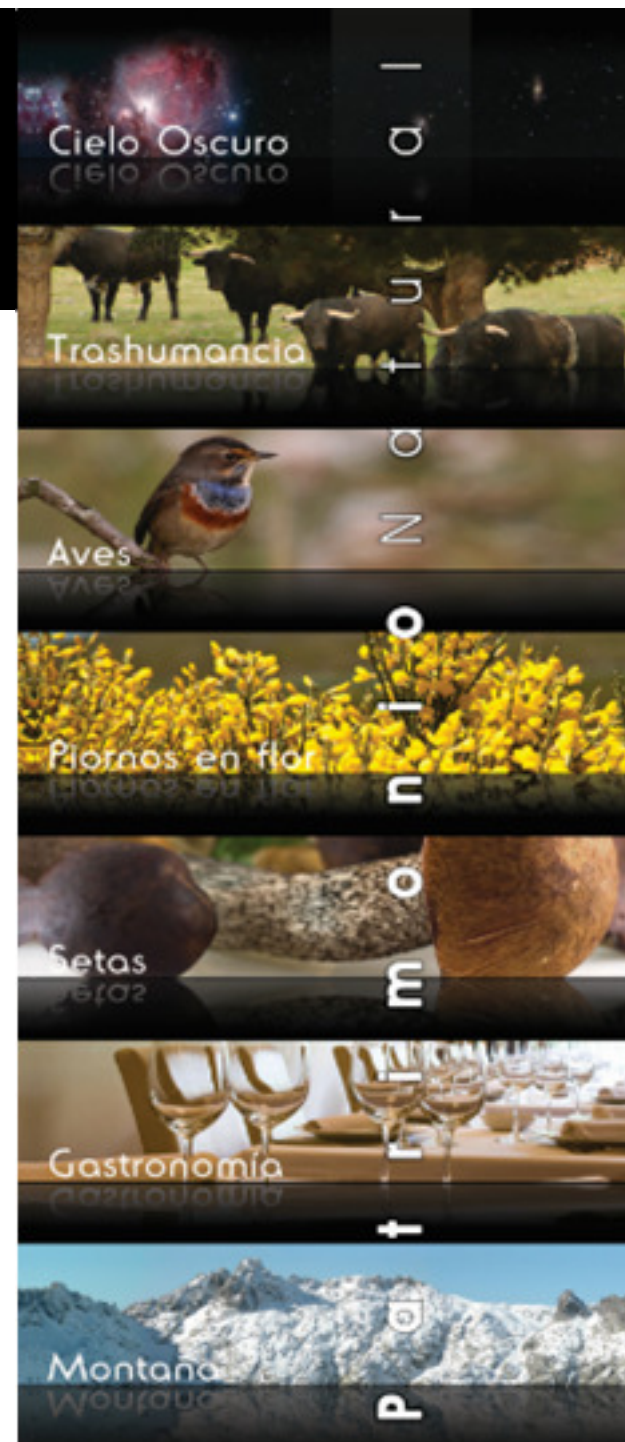 Cielo Oscuro
Trashumancia
Aves
Piornos en flor
Setas
Gastronomía
Montaña
Patrimonio Natural